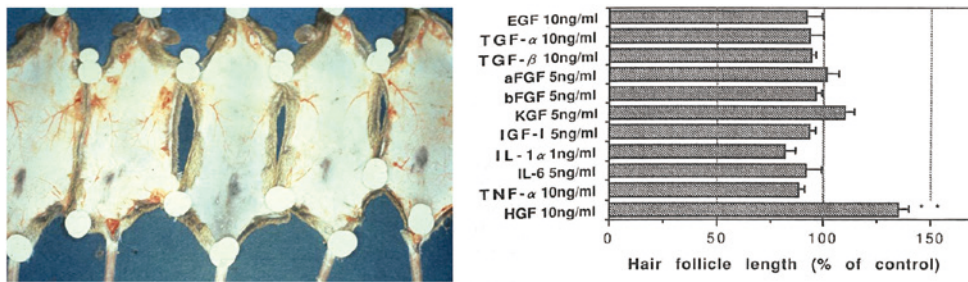 EGF 10ng/ml
TGF-α 10ng/ml
TGF-β 10ng/ml
aFGF 5ng/ml
bFGF 5ng/ml
KGF 5ng/ml
IGF-I 5ng/ml
IL-1α 1ng/ml
IL-6 5ng/ml
TNF-α 10ng/ml
HGF 10ng/ml
* *
0 50 100 150
Hair follicle length (% of control)